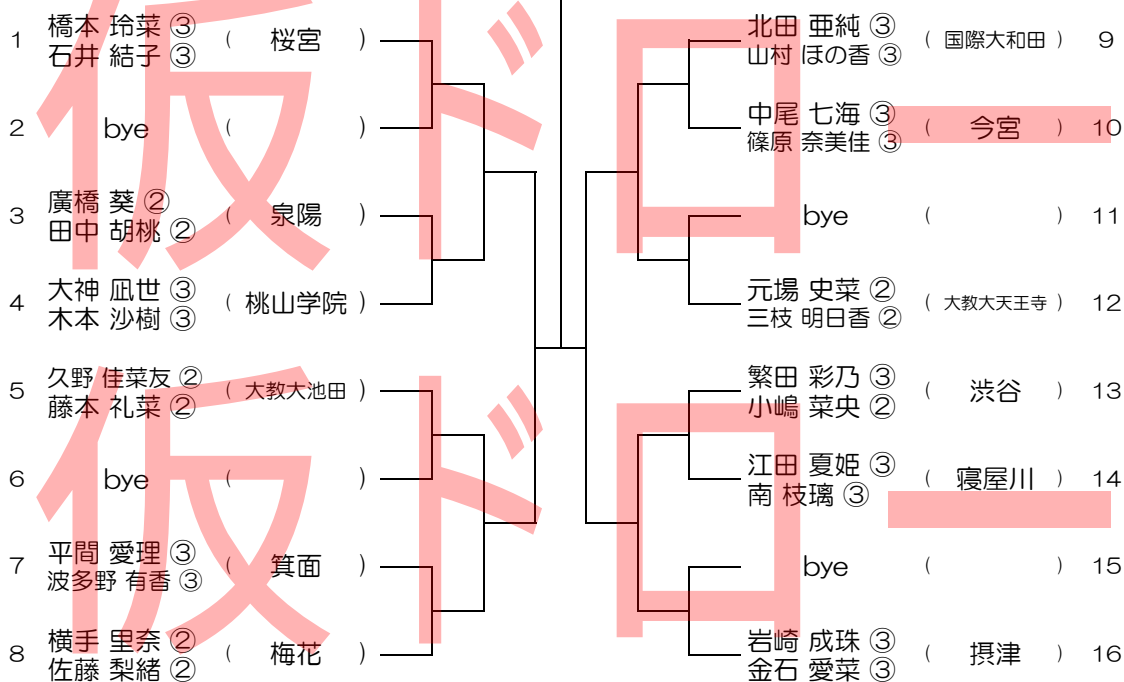 1 橋本 玲菜 ③ ( 桜宮 )
石井 結子 ③
2 bye ( )
3 廣橋 葵 ② ( 泉陽 )
田中 胡桃 ②
4 大神 凪世 ③ ( 桃山学院 )
木本 沙樹 ③
5 久野 佳菜友 ② ( 大教大池田 )
藤本 礼菜 ②
6 bye ( )
7 平間 愛理 ③ ( 箕面 )
波多野 有香 ③
8 横手 里奈 ② ( 梅花 )
佐藤 梨緒 ②
北田 亜純 ③ ( 国際大和田 ) 9
山村 ほの香 ③
中尾 七海 ③ ( 今宮 ) 10
篠原 奈美佳 ③
bye ( ) 11
元場 史菜 ② ( 大教大天王寺 ) 12
三枝 明日香 ②
繁田 彩乃 ③ ( 渋谷 ) 13
小嶋 菜央 ②
江田 夏姫 ③ ( 寝屋川 ) 14
南 枝璃 ③
bye ( ) 15
岩崎 成珠 ③ ( 摂津 ) 16
金石 愛菜 ③
仮ドロー
仮ドロー